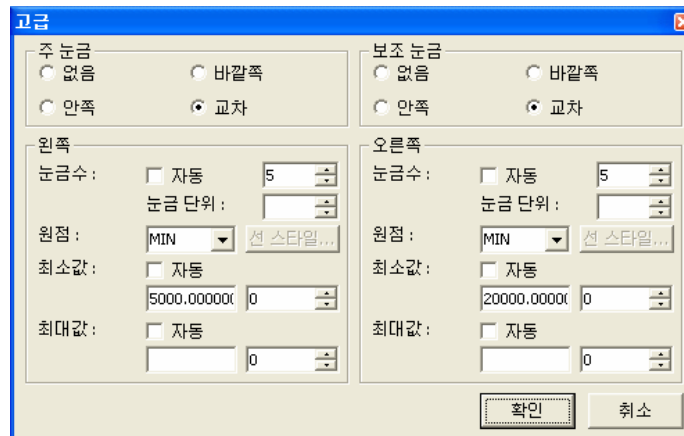 고급
주 눈금
없음
바깥쪽
안쪽
교차
보조 눈금
없음
바깥쪽
안쪽
교차
왼쪽
눈금수 :
자동
5
눈금 단위 :
원점 :
MIN
선 스타일...
최소값 :
자동
5000.000000
0
최대값 :
자동
0
오른쪽
눈금수 :
자동
5
눈금 단위 :
원점 :
MIN
선 스타일...
최소값 :
자동
20000.00000
0
최대값 :
자동
0
확인
취소